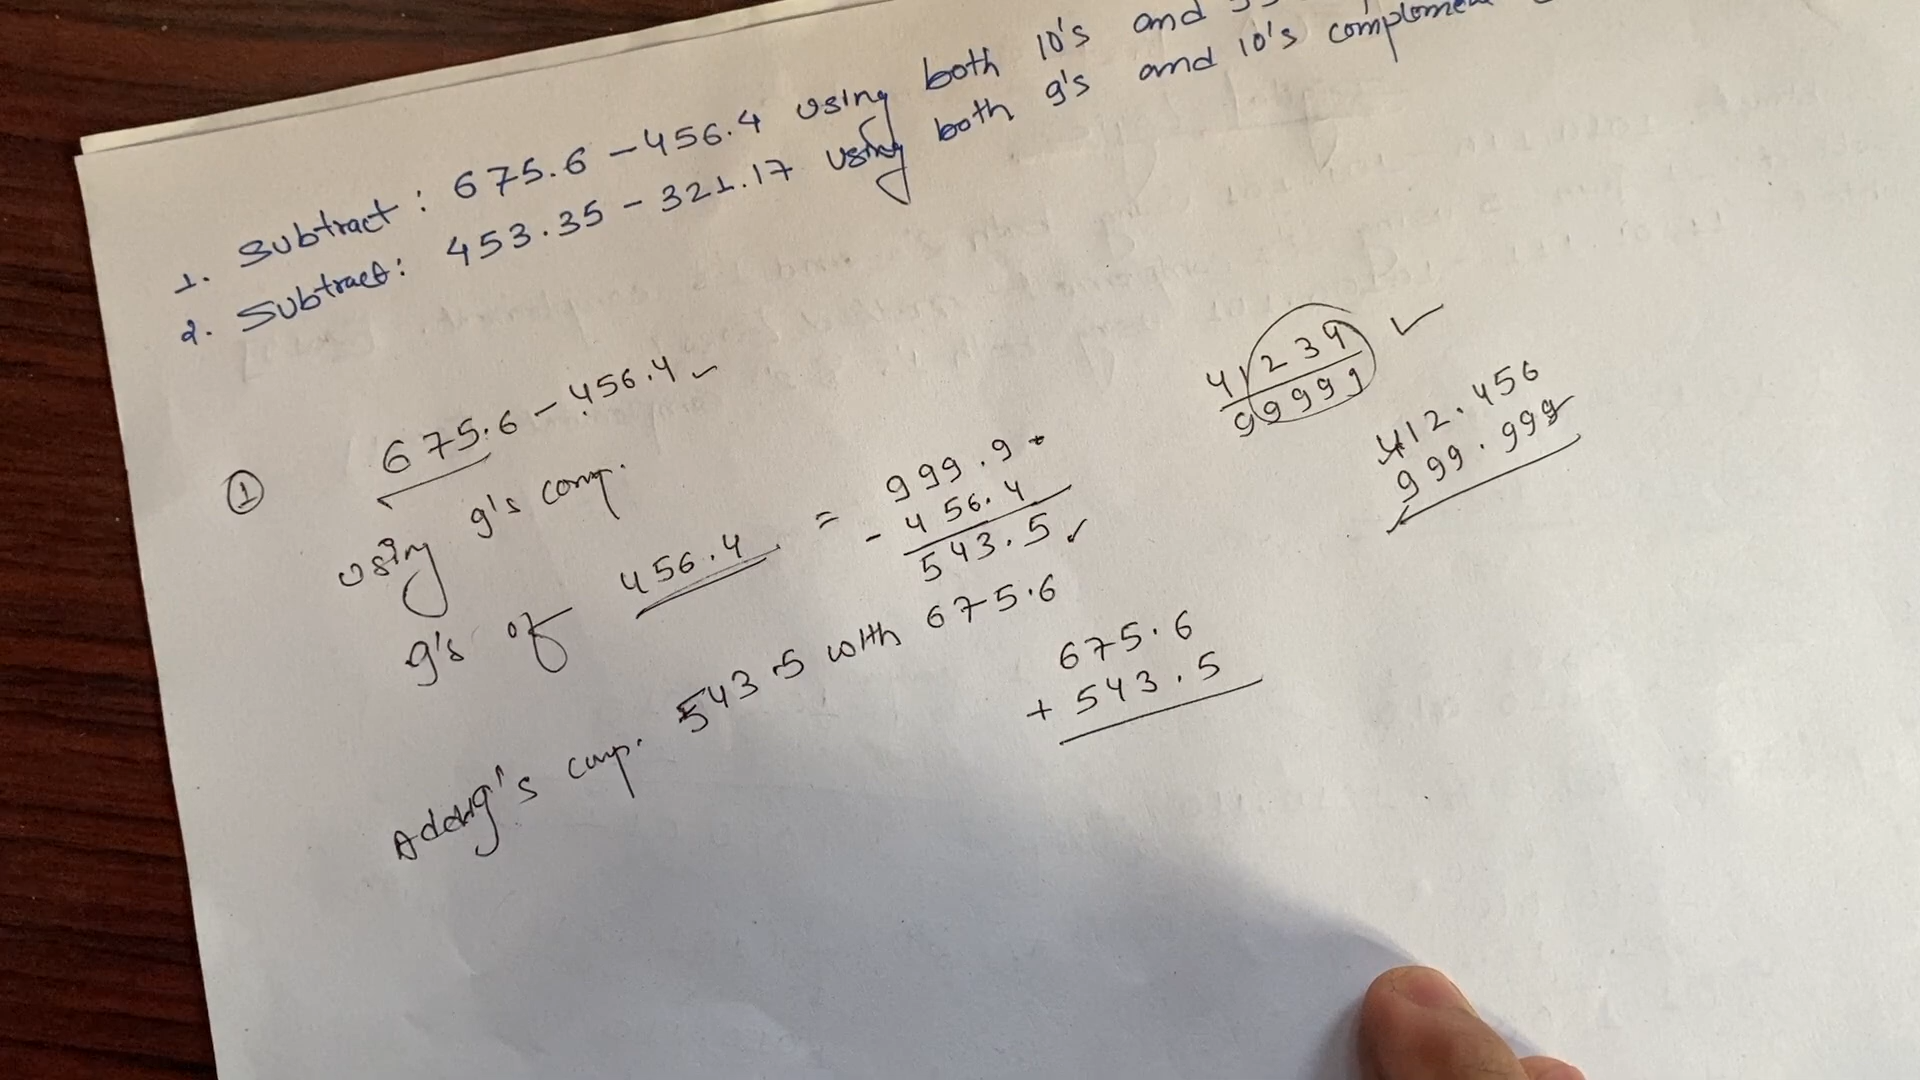 1. Subtract : 675.6 - 456.4 using both 10's and
2. Subtract: 453.35 - 321.17 using both 9's and 10's complement
① 675.6 - 456.4 ✓
using 9's comp.
9's of 456.4 = 999.9
- 456.4
543.5 ✓
Adding 9's comp. 543.5 with 675.6
675.6
+ 543.5
41239 ✓
99999
412.456
999.999